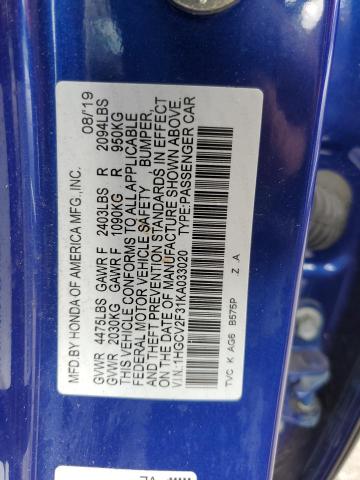 MFD BY HONDA OF AMERICA MFG., INC. 08/19
GVWR 4475LBS GAWR F 2403LBS R 2094LBS
GVWR 2030KG GAWR F 1090KG R 950KG
THIS VEHICLE CONFORMS TO ALL APPLICABLE
FEDERAL MOTOR VEHICLE SAFETY BUMPER,
AND THEFT PREVENTION STANDARDS IN EFFECT
ON THE DATE OF MANUFACTURE SHOWN ABOVE.
V.I.N.: 1HGCV2F31KA033020 TYPE:PASSENGER CAR
TVC K AG6 B575P Z A